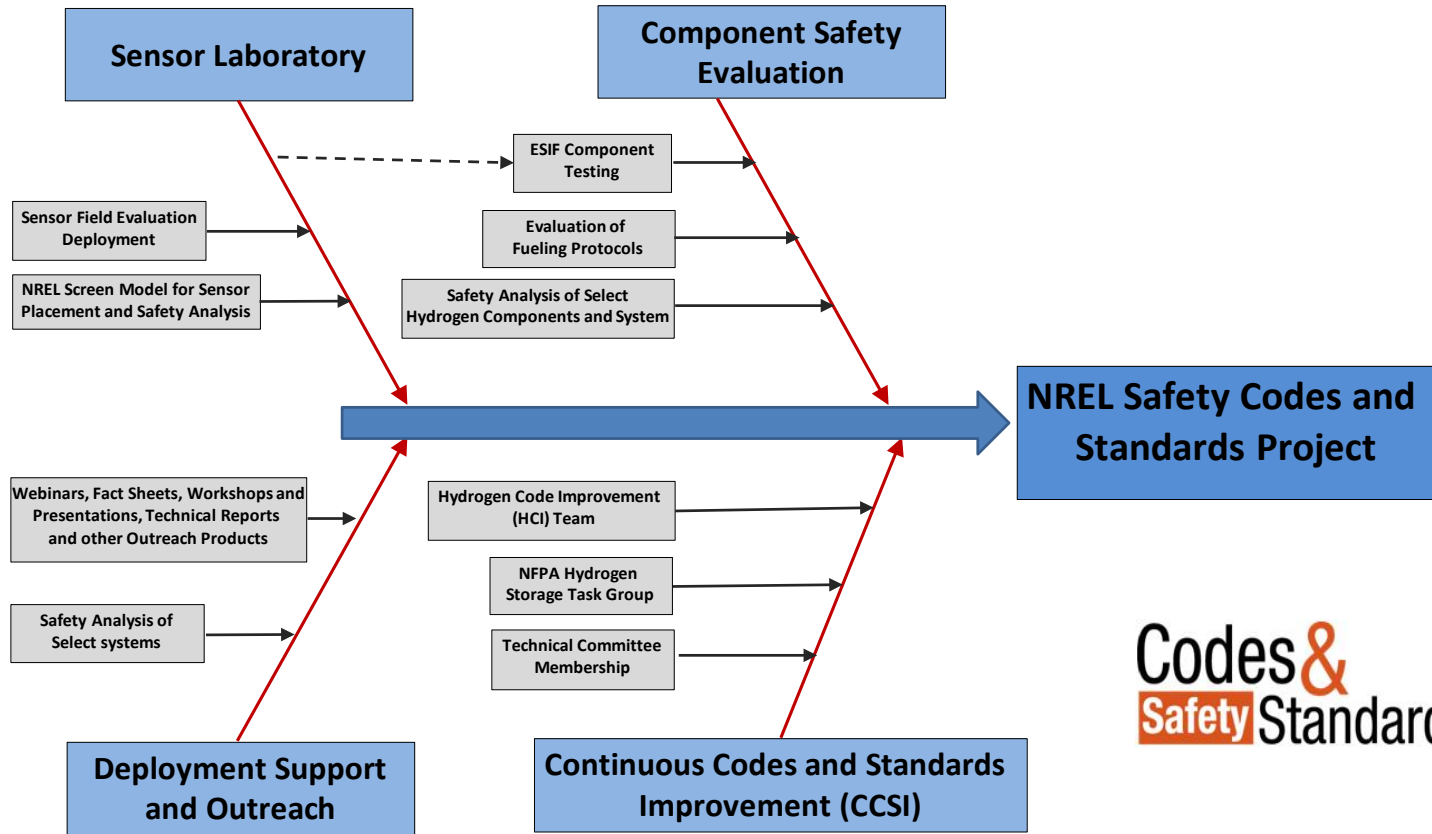 Sensor Laboratory
Component Safety
Evaluation
ESIF Component
Testing
Sensor Field Evaluation
Deployment
Evaluation of
Fueling Protocols
NREL Screen Model for Sensor
Placement and Safety Analysis
Safety Analysis of Select
Hydrogen Components and System
NREL Safety Codes and
Standards Project
Webinars, Fact Sheets, Workshops and
Presentations, Technical Reports
and other Outreach Products
Hydrogen Code Improvement
(HCI) Team
NFPA Hydrogen
Storage Task Group
Safety Analysis of
Select systems
Technical Committee
Membership
Codes &
Safety Standard
Deployment Support
and Outreach
Continuous Codes and Standards
Improvement (CCSI)